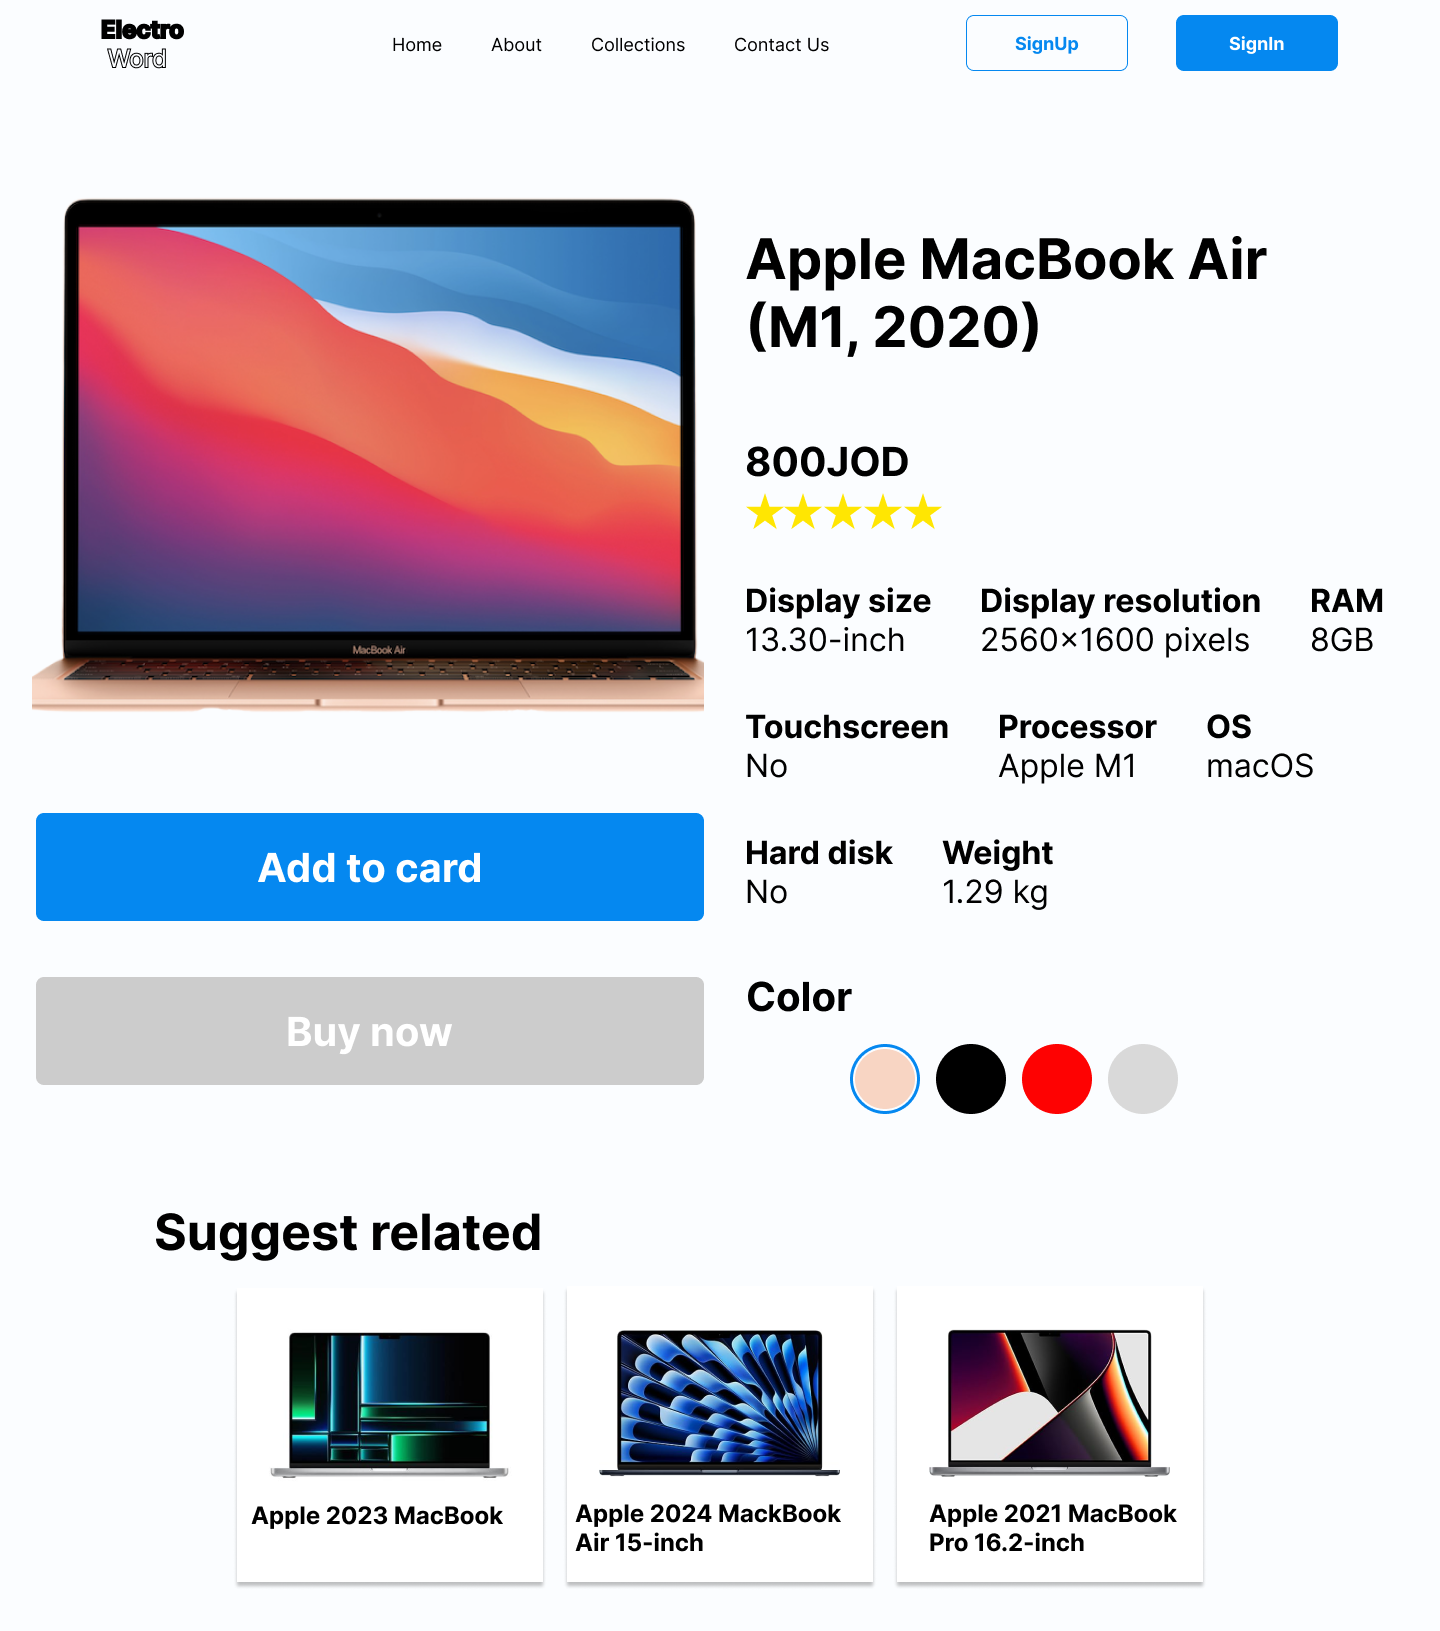 Electro
Word
Home About Collections Contact Us SignUp SignIn
MacBook Air
Apple MacBook Air
(M1, 2020)
800JOD
Display size Display resolution RAM
13.30-inch 2560×1600 pixels 8GB
Touchscreen Processor OS
No Apple M1 macOS
Hard disk Weight
No 1.29 kg
Color
Add to card
Buy now
Suggest related
Apple 2023 MacBook
Apple 2024 MackBook
Air 15-inch
Apple 2021 MacBook
Pro 16.2-inch